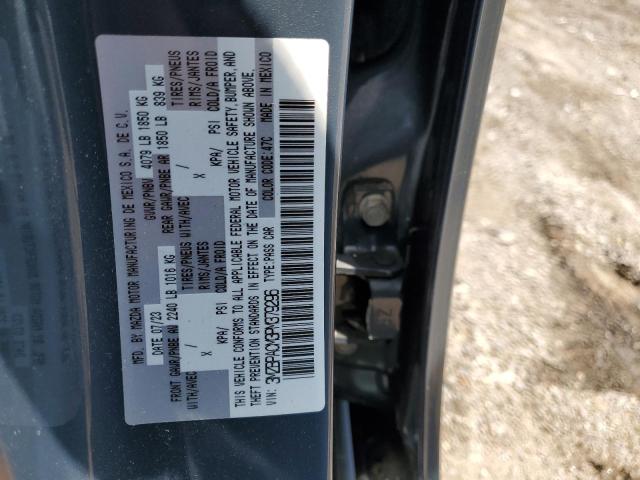 MFD. BY MAZDA MOTOR MANUFACTURING DE MEXICO S.A. DE C.V.
DATE 07/23 GVWR/PNBV 4079 LB 1850 KG
FRONT GAWR/PNBE AV 2240 LB 1016 KG REAR GAWR/PNBE AR 1850 LB 839 KG
WITH/AVEC TIRES/PNEUS WITH/AVEC TIRES/PNEUS
X / RIMS/JANTES X / RIMS/JANTES
KPA/ PSI COLD/A FROID KPA/ PSI COLD/A FROID
THIS VEHICLE CONFORMS TO ALL APPLICABLE FEDERAL MOTOR VEHICLE SAFETY, BUMPER, AND
THEFT PREVENTION STANDARDS IN EFFECT ON THE DATE OF MANUFACTURE SHOWN ABOVE.
VIN: 3MZBPACKXPM379296 TYPE:PASS CAR COLOR CODE:47C MADE IN MEXICO